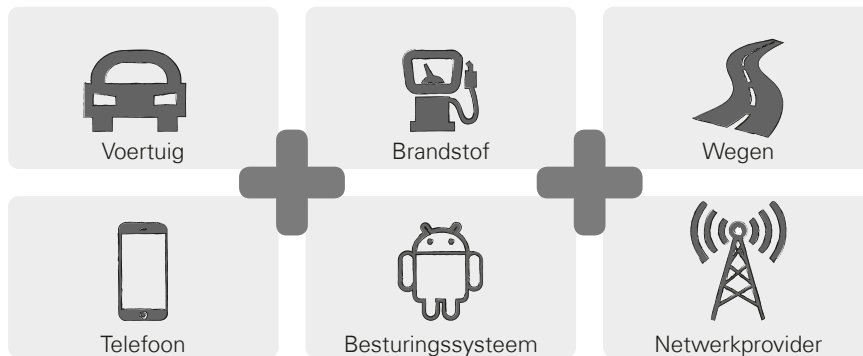 Voertuig
Brandstof
Wegen
Telefoon
Besturingssysteem
Netwerkprovider